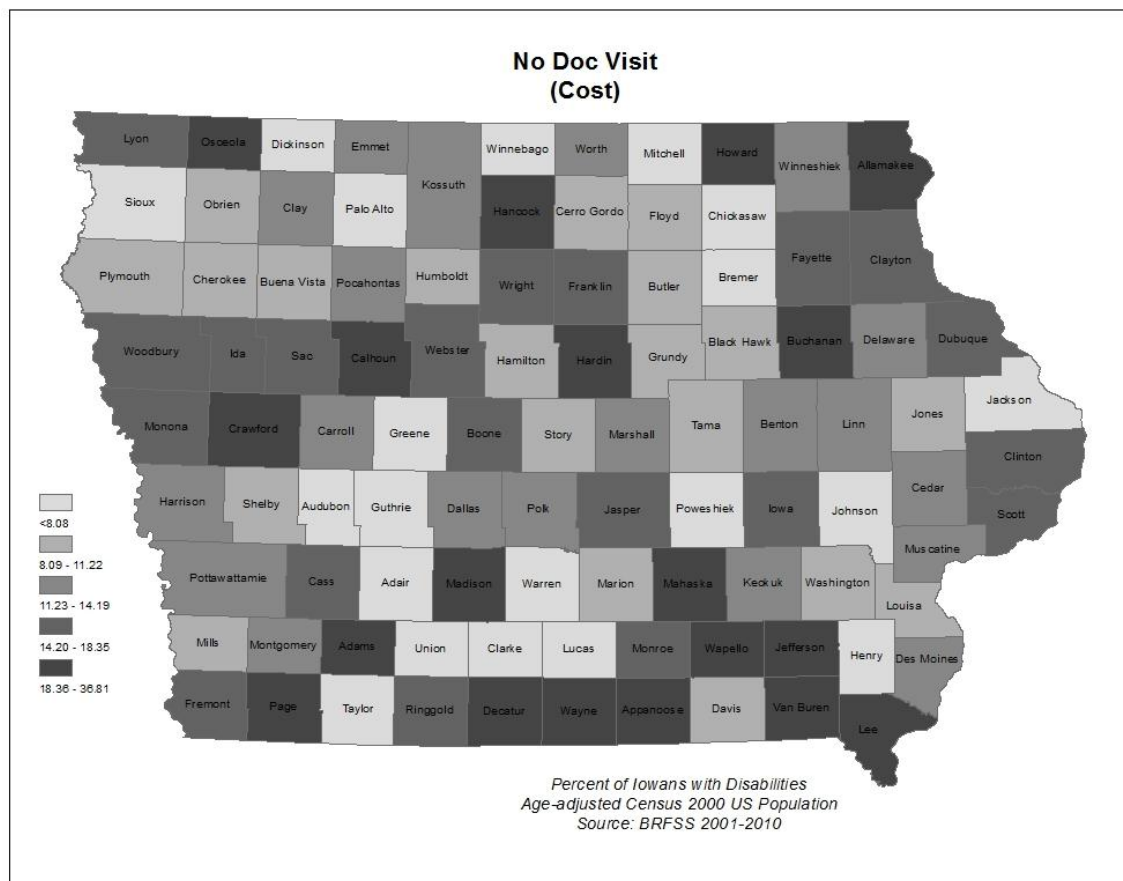 No Doc Visit
(Cost)
Lyon
Osceola
Dickinson
Emmet
Kossuth
Winnebago
Worth
Mitchell
Howard
Winneshiek
Allamakee
Sioux
Obrien
Clay
Palo Alto
Hancock
Cerro Gordo
Floyd
Chickasaw
Plymouth
Cherokee
Buena Vista
Pocahontas
Humboldt
Wright
Franklin
Butler
Bremer
Fayette
Clayton
Woodbury
Ida
Sac
Calhoun
Webster
Hamilton
Hardin
Grundy
Black Hawk
Buchanan
Delaware
Dubuque
Monona
Crawford
Carroll
Greene
Boone
Story
Marshall
Tama
Benton
Linn
Jones
Jackson
Clinton
Harrison
Shelby
Audubon
Guthrie
Dallas
Polk
Jasper
Poweshiek
Iowa
Johnson
Cedar
Scott
Muscatine
Pottawattamie
Cass
Adair
Madison
Warren
Marion
Mahaska
Keokuk
Washington
Louisa
Mills
Montgomery
Adams
Union
Clarke
Lucas
Monroe
Wapello
Jefferson
Henry
Des Moines
Fremont
Page
Taylor
Ringgold
Decatur
Wayne
Appanoose
Davis
Van Buren
Lee
<8.08
8.09 - 11.22
11.23 - 14.19
14.20 - 18.35
18.36 - 36.81
Percent of Iowans with Disabilities
Age-adjusted Census 2000 US Population
Source: BRFSS 2001-2010